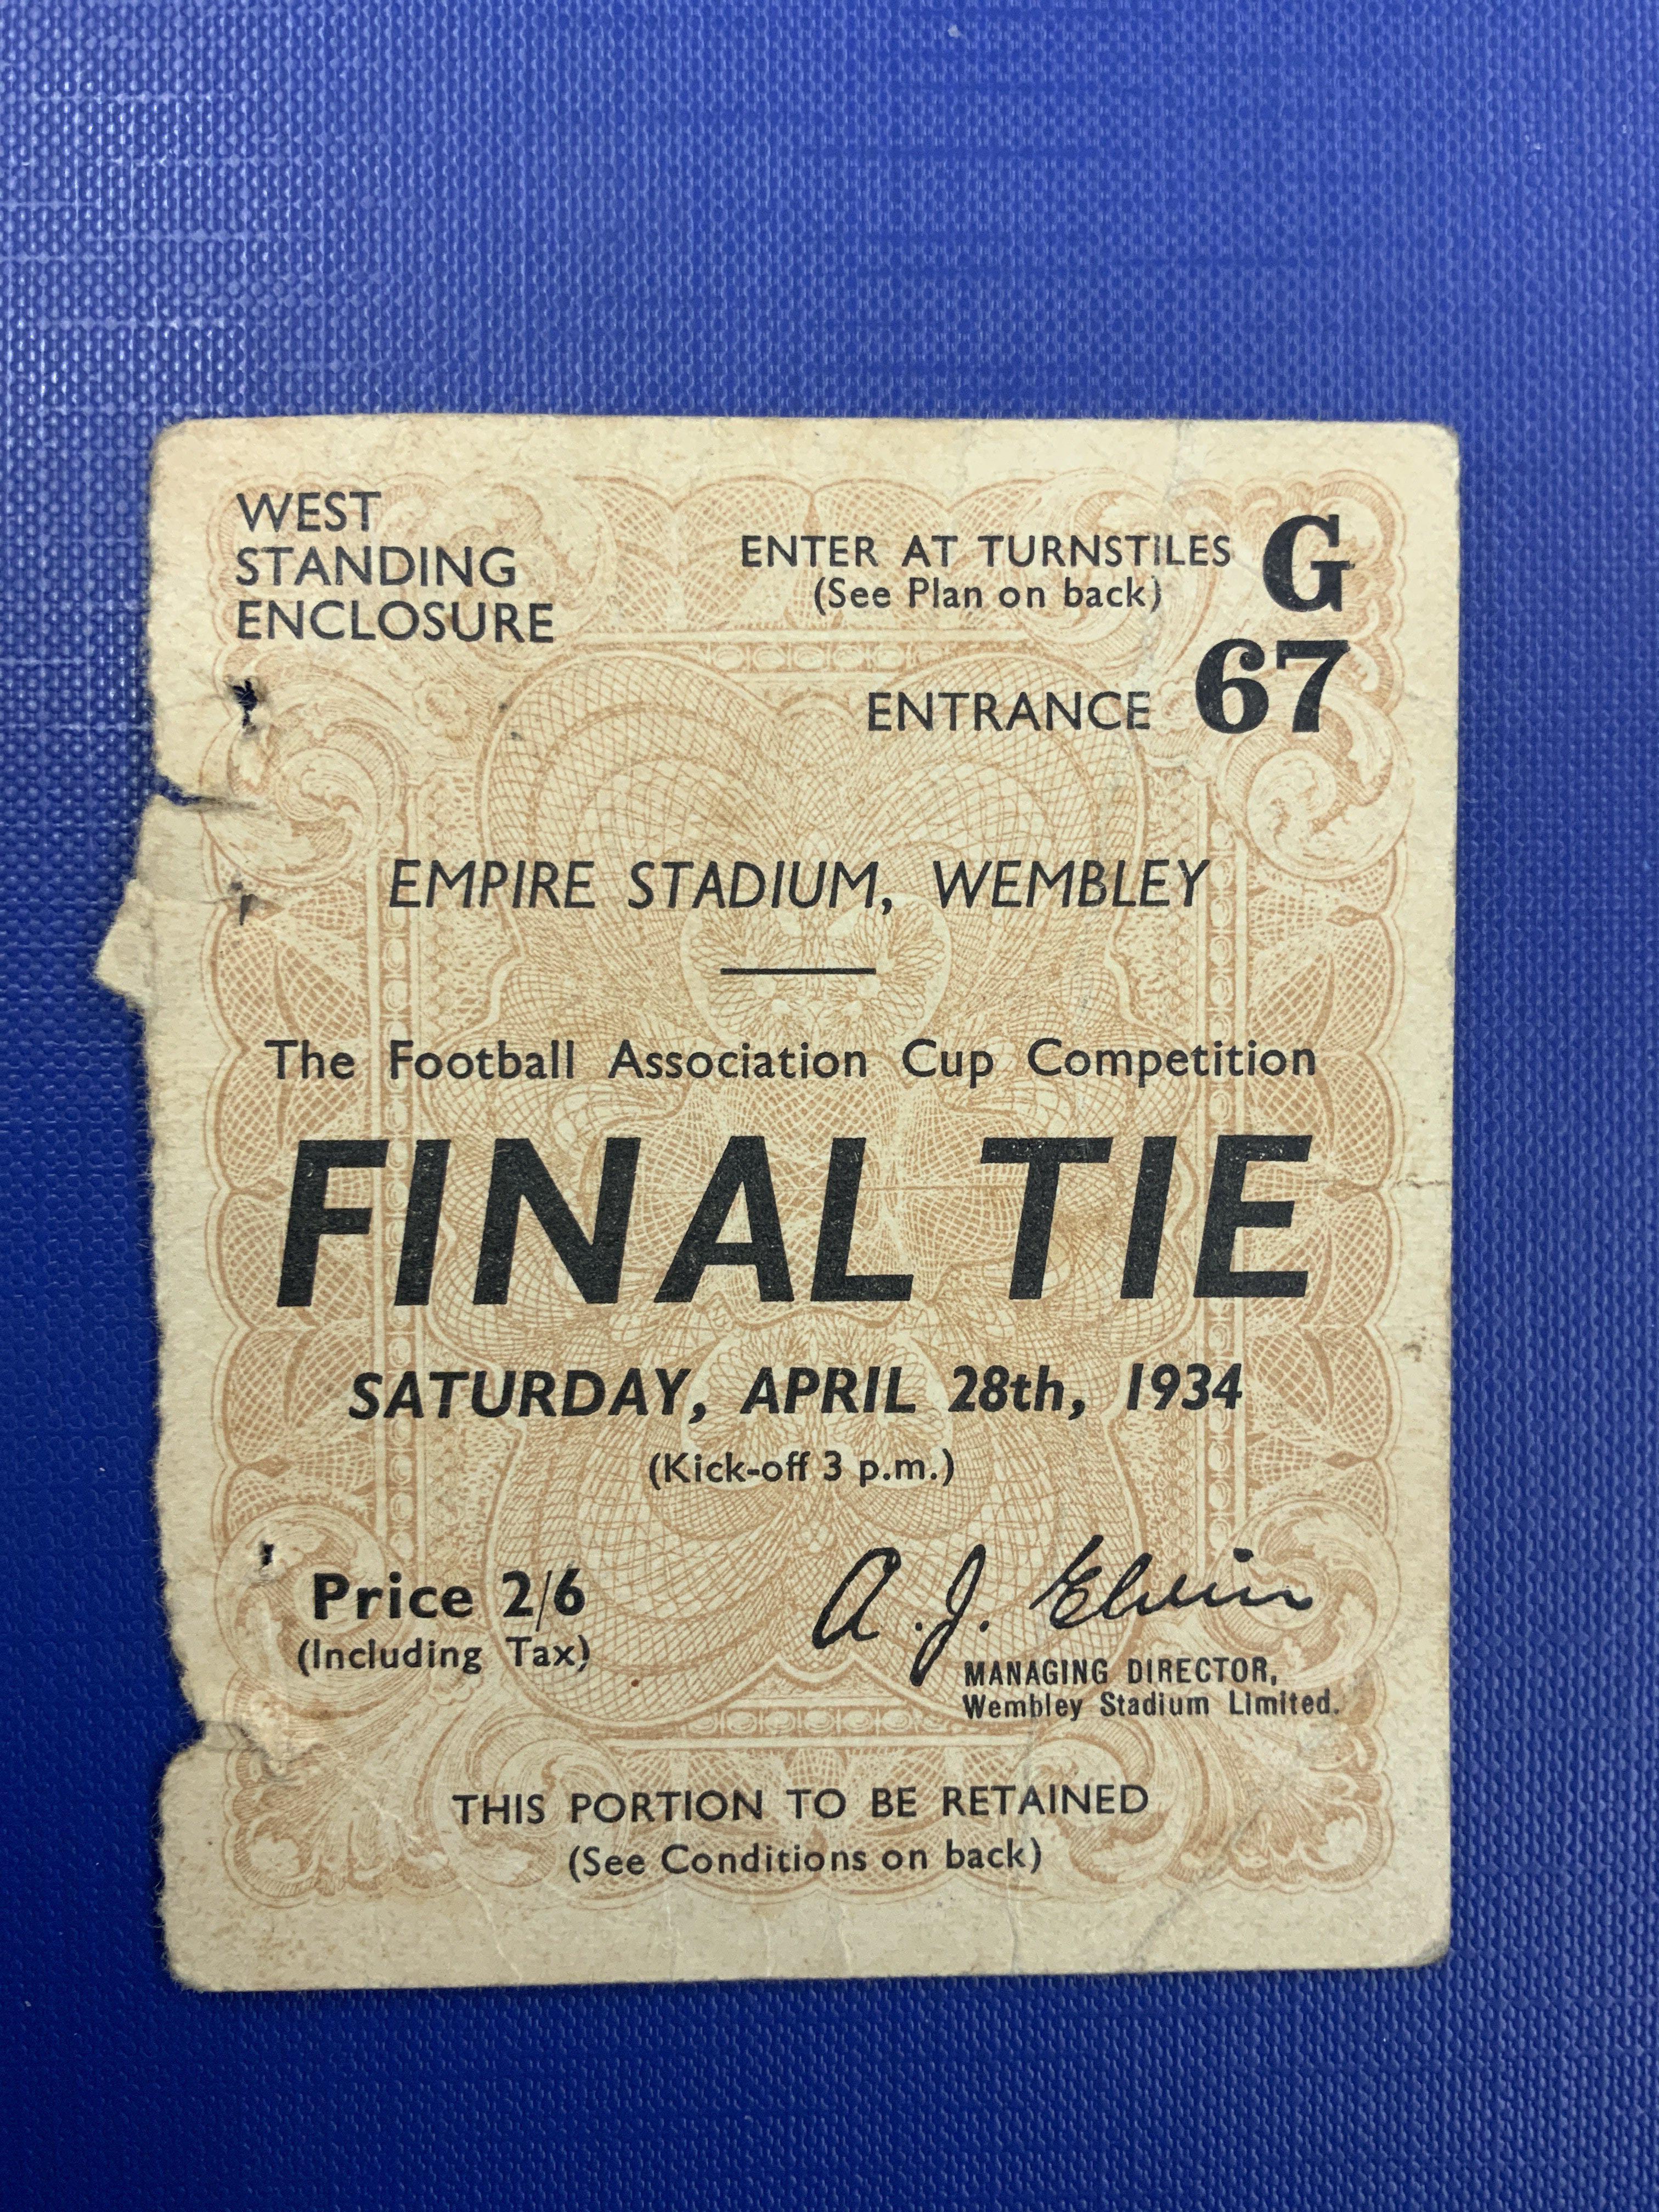 WEST
STANDING
ENCLOSURE
ENTER AT TURNSTILES G
(See Plan on back)
ENTRANCE 67
EMPIRE STADIUM, WEMBLEY
The Football Association Cup Competition
FINAL TIE
SATURDAY, APRIL 28th, 1934
(Kick-off 3 p.m.)
Price 2/6
(Including Tax)
A. J. Elvin
MANAGING DIRECTOR,
Wembley Stadium Limited.
THIS PORTION TO BE RETAINED
(See Conditions on back)